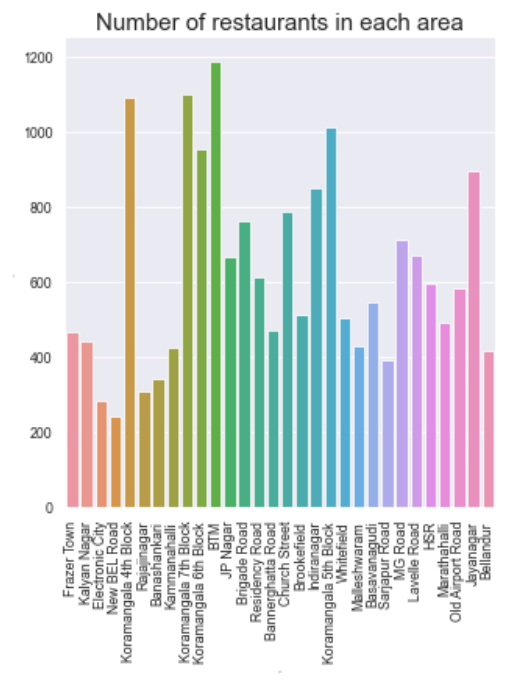 Number of restaurants in each area
1200
1000
800
600
400
200
0
Frazer Town
Kalyan Nagar
Electronic City
New BEL Road
Koramangala 4th Block
Rajajinagar
Banashankari
Kammanahalli
Koramangala 7th Block
Koramangala 6th Block
BTM
JP Nagar
Brigade Road
Residency Road
Bannerghatta Road
Church Street
Brookefield
Indiranagar
Koramangala 5th Block
Whitefield
Malleshwaram
Basavanagudi
Sarjapur Road
MG Road
Lavelle Road
HSR
Marathahalli
Old Airport Road
Jayanagar
Bellandur